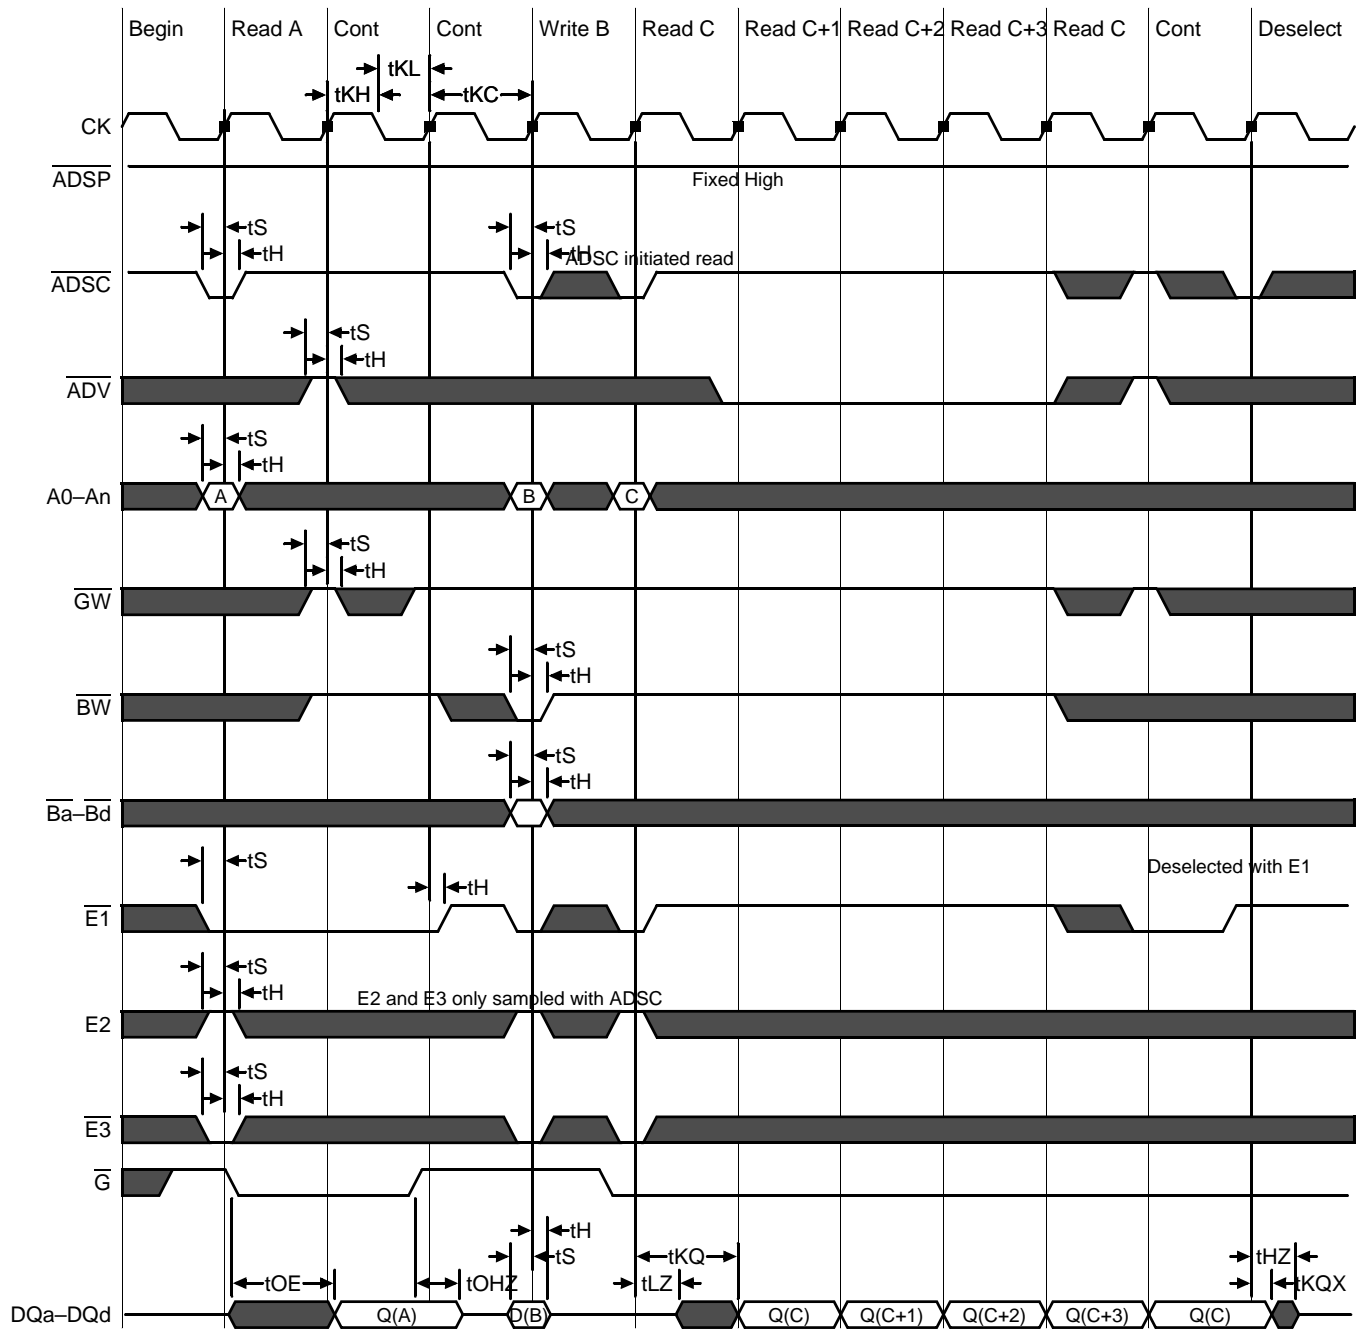 Begin Read A Cont Cont Write B Read C Read C+1 Read C+2 Read C+3 Read C Cont Deselect
tKL
tKH tKC
CK
ADSP
Fixed High
tS tS
tH tH
ADSC initiated read
ADSC
tS
tH
ADV
tS
tH
A0–An A B C
tS
tH
GW
tS
tH
BW
tS
tH
Ba–Bd
tS
Deselected with E1
tH
E1
tS
tH
E2 and E3 only sampled with ADSC
E2
tS
tH
E3
G
tH
tS tKQ tHZ
tOE tOHZ tLZ tKQX
DQa–DQd Q(A) D(B) Q(C) Q(C+1) Q(C+2) Q(C+3) Q(C)